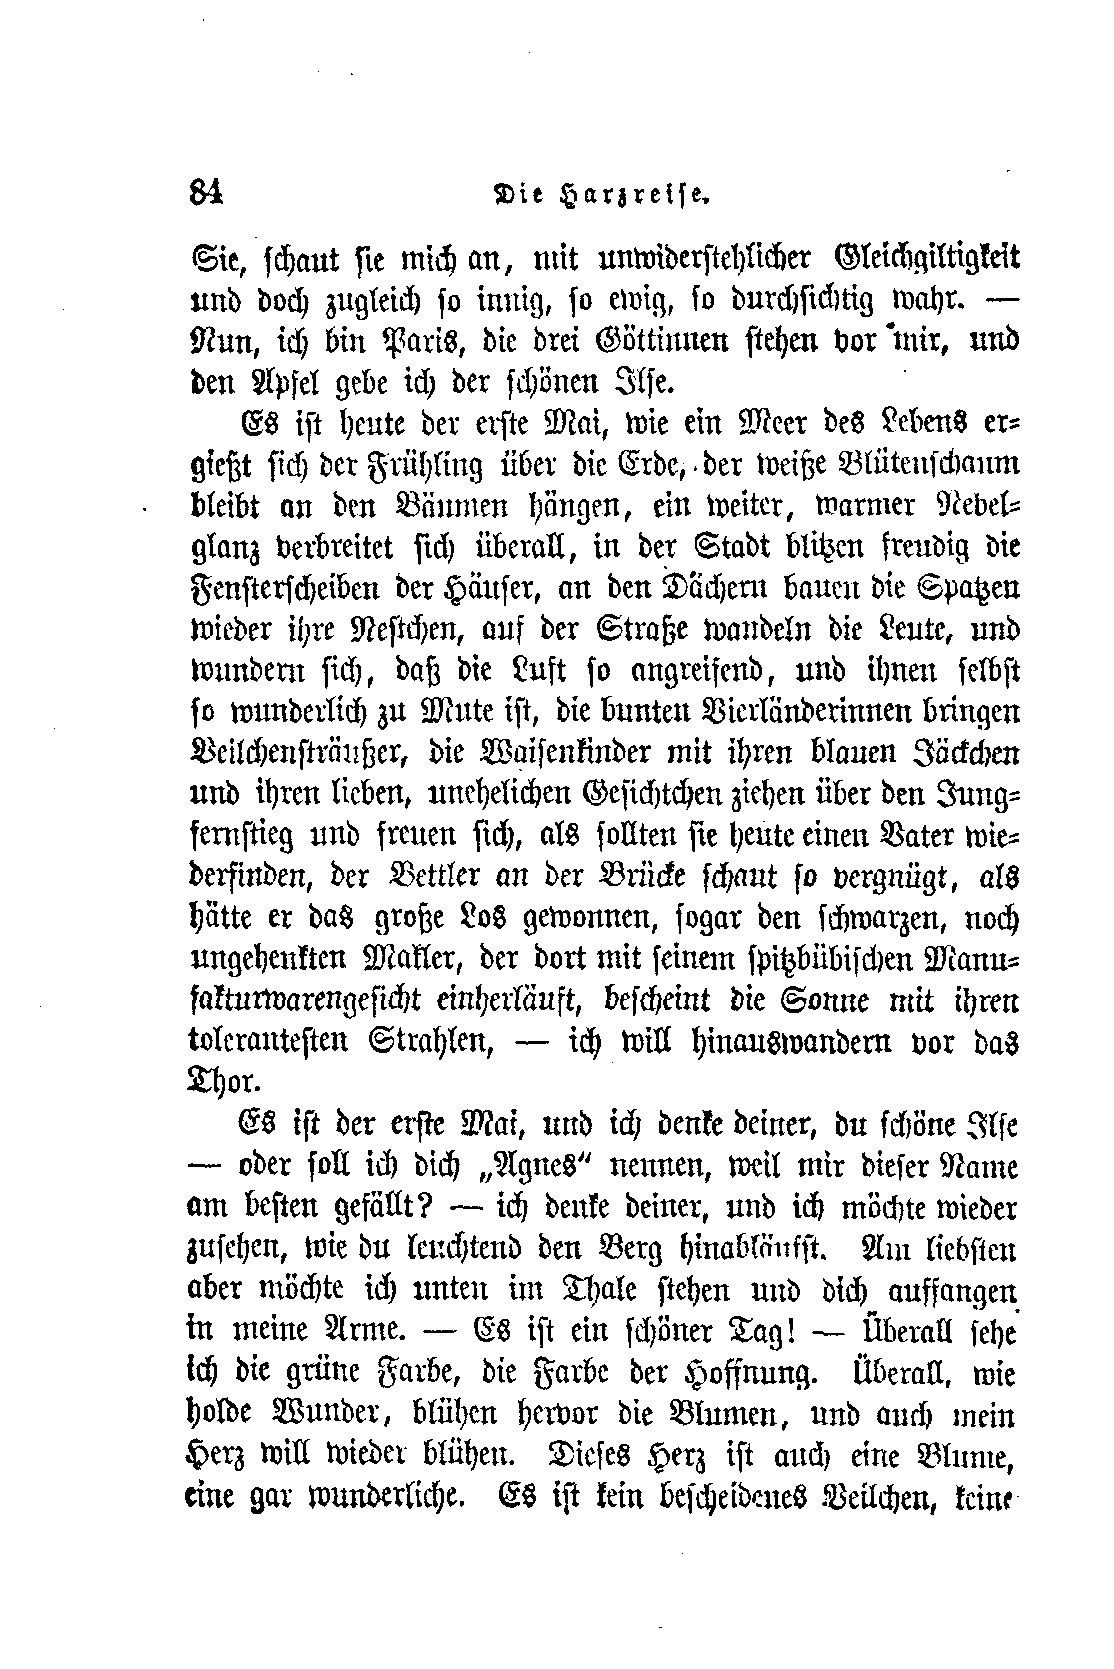 84 Die Harzreise.
Sie, schaut sie mich an, mit unwiderstehlicher Gleichgiltigkeit
und doch zugleich so innig, so ewig, so durchsichtig wahr. —
Nun, ich bin Paris, die drei Göttinnen stehen vor mir, und
den Apfel gebe ich der schönen Ilse.
Es ist heute der erste Mai, wie ein Meer des Lebens er=
gießt sich der Frühling über die Erde, der weiße Blütenschaum
bleibt an den Bäumen hängen, ein weiter, warmer Nebel=
glanz verbreitet sich überall, in der Stadt blitzen freudig die
Fensterscheiben der Häuser, an den Dächern bauen die Spatzen
wieder ihre Nestchen, auf der Straße wandeln die Leute, und
wundern sich, daß die Luft so angreifend, und ihnen selbst
so wunderlich zu Mute ist, die bunten Vierländerinnen bringen
Veilchensträußer, die Waisenkinder mit ihren blauen Jäckchen
und ihren lieben, unehelichen Gesichtchen ziehen über den Jung=
fernstieg und freuen sich, als sollten sie heute einen Vater wie=
derfinden, der Bettler an der Brücke schaut so vergnügt, als
hätte er das große Los gewonnen, sogar den schwarzen, noch
ungehenkten Makler, der dort mit seinem spitzbübischen Manu=
fakturwarengesicht einherläuft, bescheint die Sonne mit ihren
tolerantesten Strahlen, — ich will hinauswandern vor das
Thor.
Es ist der erste Mai, und ich denke deiner, du schöne Ilse
— oder soll ich dich „Agnes“ nennen, weil mir dieser Name
am besten gefällt? — ich denke deiner, und ich möchte wieder
zusehen, wie du leuchtend den Berg hinabläufst. Am liebsten
aber möchte ich unten im Thale stehen und dich auffangen
in meine Arme. — Es ist ein schöner Tag! — Überall sehe
ich die grüne Farbe, die Farbe der Hoffnung. Überall, wie
holde Wunder, blühen hervor die Blumen, und auch mein
Herz will wieder blühen. Dieses Herz ist auch eine Blume,
eine gar wunderliche. Es ist kein bescheidenes Veilchen, keine